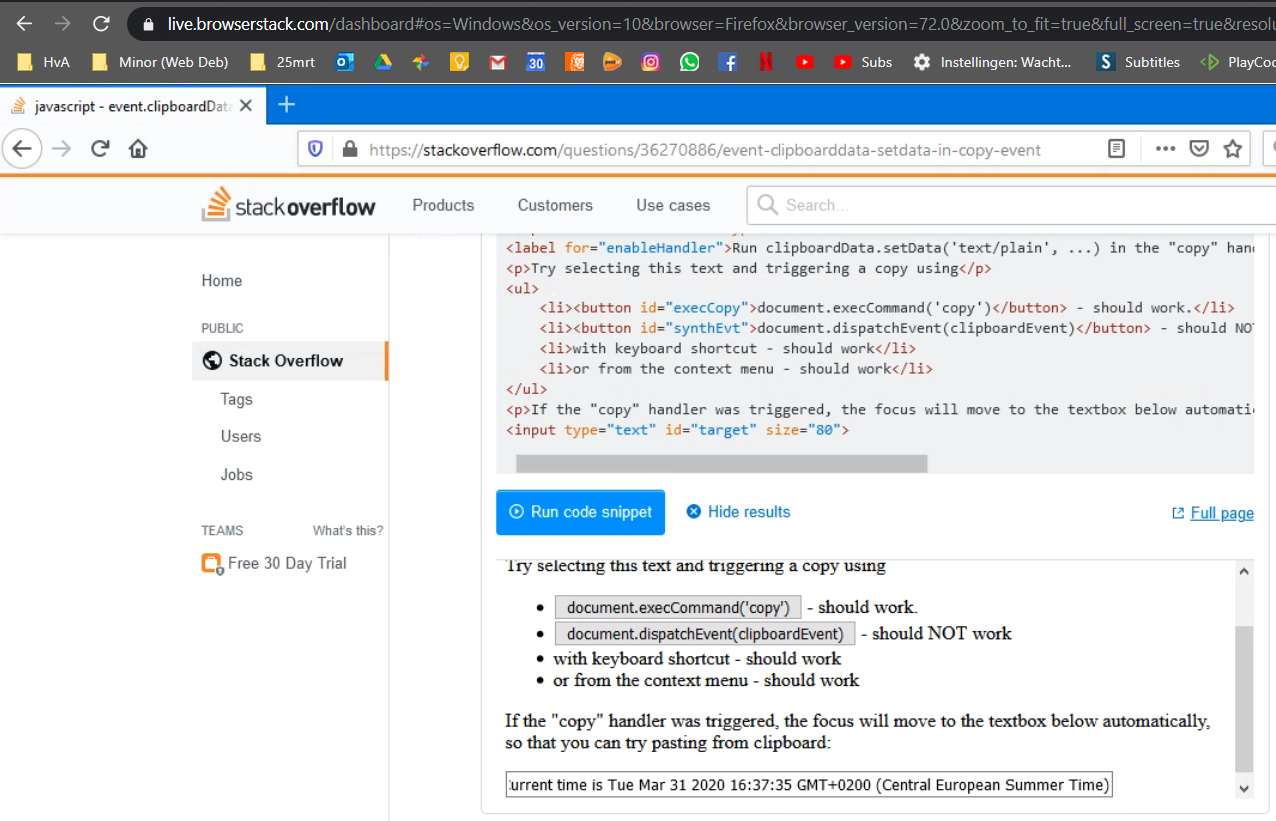 live.browserstack.com/dashboard#os=Windows&os_version=10&browser=Firefox&browser_version=72.0&zoom_to_fit=true&full_screen=true&resolu
HvA Minor (Web Deb) 25mrt 30 Subs Instellingen: Wacht... S Subtitles PlayCod
javascript - event.clipboardData
https://stackoverflow.com/questions/36270886/event-clipboarddata-setdata-in-copy-event
stackoverflow Products Customers Use cases Search...
<label for="enableHandler">Run clipboardData.setData('text/plain', ...) in the "copy" han
<p>Try selecting this text and triggering a copy using</p>
<ul>
<li><button id="execCopy">document.execCommand('copy')</button> - should work.</li>
<li><button id="synthEvt">document.dispatchEvent(clipboardEvent)</button> - should NOT
<li>with keyboard shortcut - should work</li>
<li>or from the context menu - should work</li>
</ul>
<p>If the "copy" handler was triggered, the focus will move to the textbox below automatic
<input type="text" id="target" size="80">
Home
PUBLIC
Stack Overflow
Tags
Users
Jobs
TEAMS What's this?
Free 30 Day Trial
Run code snippet Hide results Full page
Try selecting this text and triggering a copy using
document.execCommand('copy') - should work.
document.dispatchEvent(clipboardEvent) - should NOT work
with keyboard shortcut - should work
or from the context menu - should work
If the "copy" handler was triggered, the focus will move to the textbox below automatically,
so that you can try pasting from clipboard:
urrent time is Tue Mar 31 2020 16:37:35 GMT+0200 (Central European Summer Time)